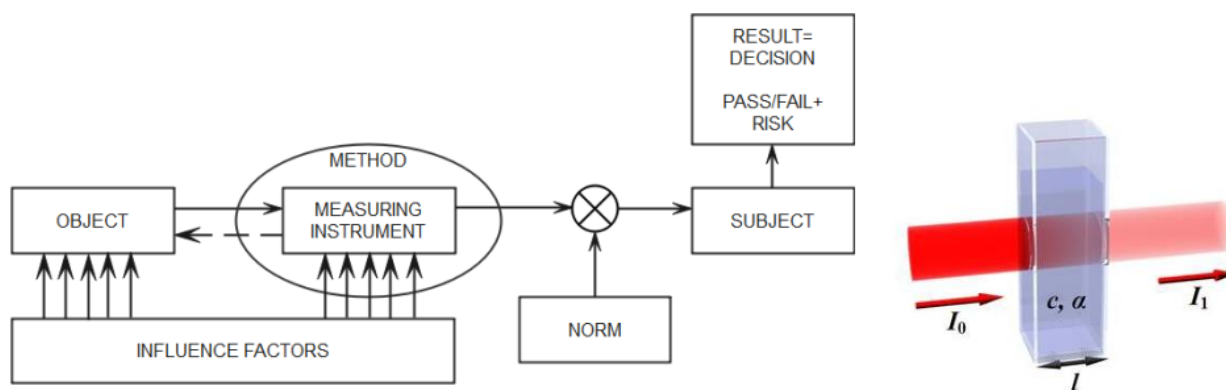 RESULT=
DECISION
PASS/FAIL+
RISK
METHOD
OBJECT
MEASURING
INSTRUMENT
SUBJECT
NORM
INFLUENCE FACTORS
c, α
I₀
I₁
l